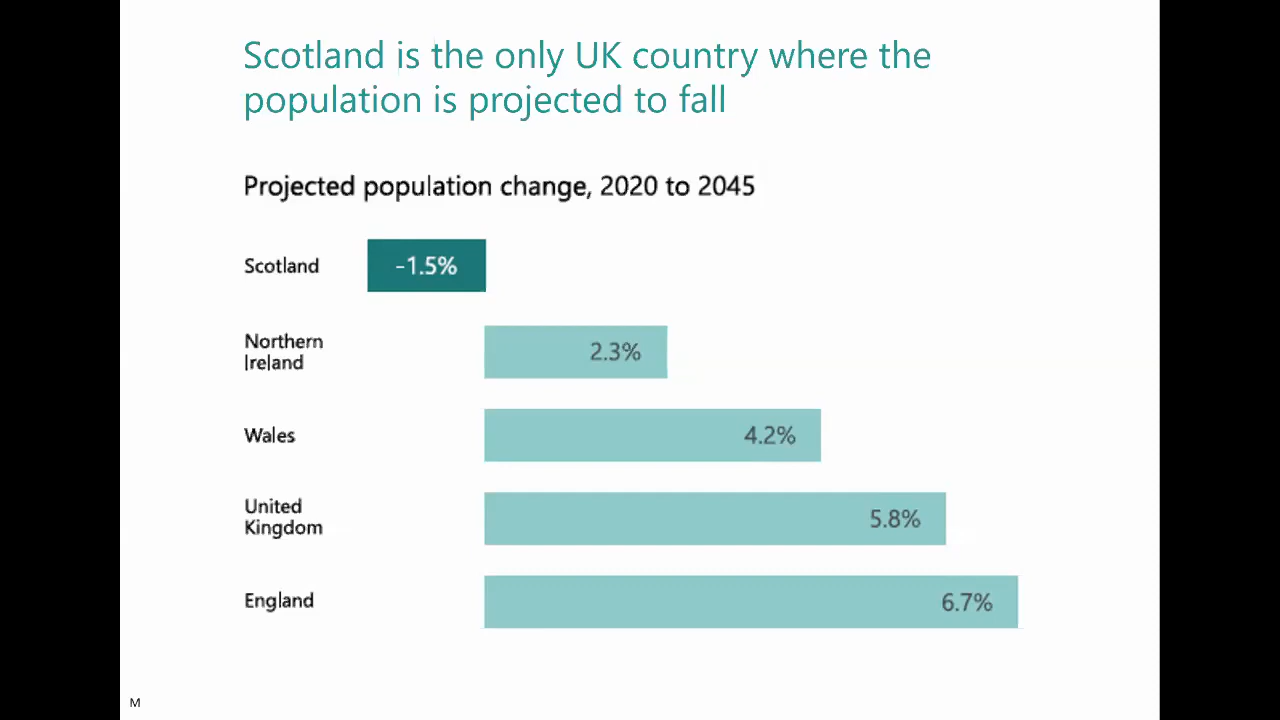 Scotland is the only UK country where the
population is projected to fall
Projected population change, 2020 to 2045
Scotland
-1.5%
Northern
Ireland
2.3%
Wales
4.2%
United
Kingdom
5.8%
England
6.7%
M